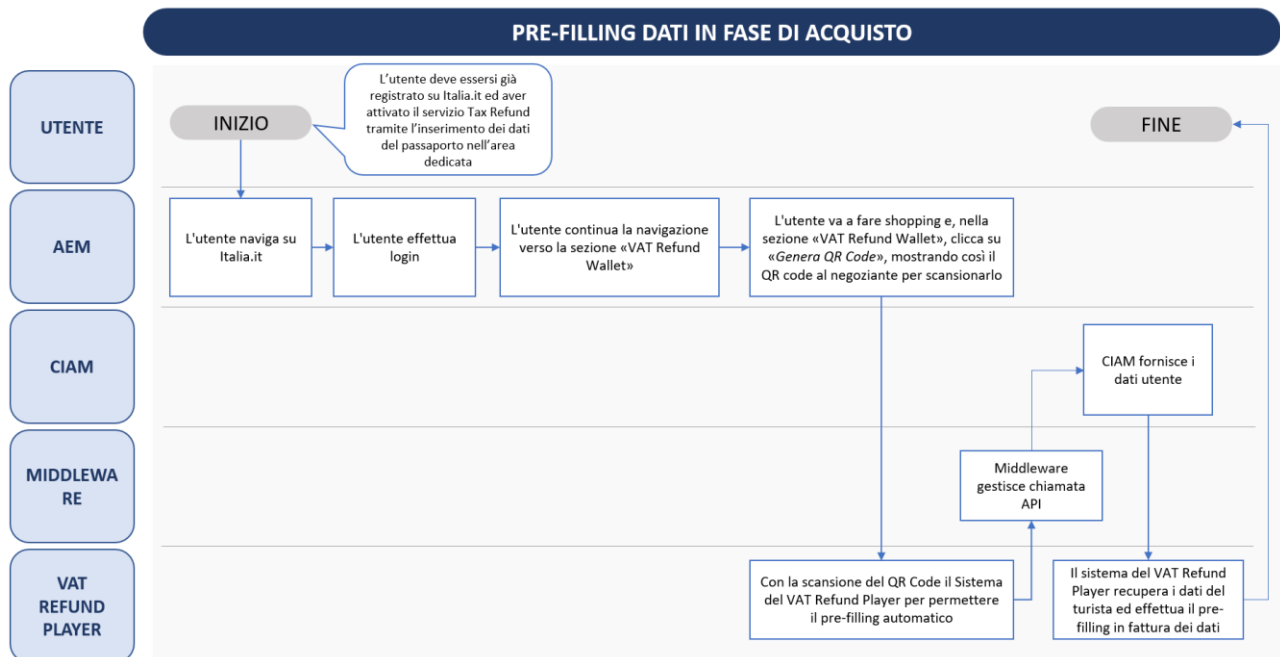 PRE-FILLING DATI IN FASE DI ACQUISTO
UTENTE
INIZIO
L'utente deve essersi già
registrato su Italia.it ed aver
attivato il servizio Tax Refund
tramite l'inserimento dei dati
del passaporto nell'area
dedicata
FINE
AEM
L'utente naviga su
Italia.it
L'utente effettua
login
L'utente continua la navigazione
verso la sezione «VAT Refund
Wallet»
L'utente va a fare shopping e, nella
sezione «VAT Refund Wallet», clicca su
«Genera QR Code», mostrando così il
QR code al negoziante per scansionarlo
CIAM
CIAM fornisce i
dati utente
MIDDLEWA
RE
Middleware
gestisce chiamata
API
VAT
REFUND
PLAYER
Con la scansione del QR Code il Sistema
del VAT Refund Player per permettere
il pre-filling automatico
Il sistema del VAT Refund
Player recupera i dati del
turista ed effettua il pre-
filling in fattura dei dati